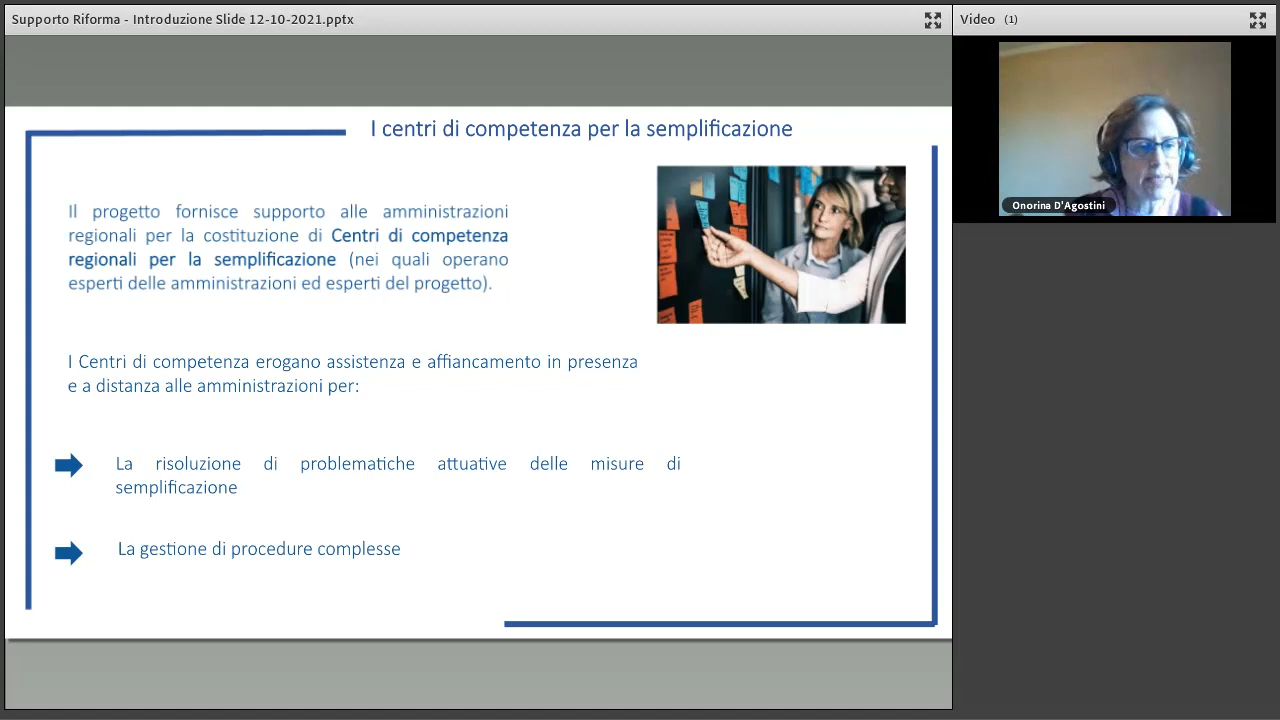 Supporto Riforma - Introduzione Slide 12-10-2021.pptx
Video (1)
I centri di competenza per la semplificazione
Il progetto fornisce supporto alle amministrazioni
regionali per la costituzione di Centri di competenza
regionali per la semplificazione (nei quali operano
esperti delle amministrazioni ed esperti del progetto).
I Centri di competenza erogano assistenza e affiancamento in presenza
e a distanza alle amministrazioni per:
La risoluzione di problematiche attuative delle misure di
semplificazione
La gestione di procedure complesse
Onorina D'Agostini